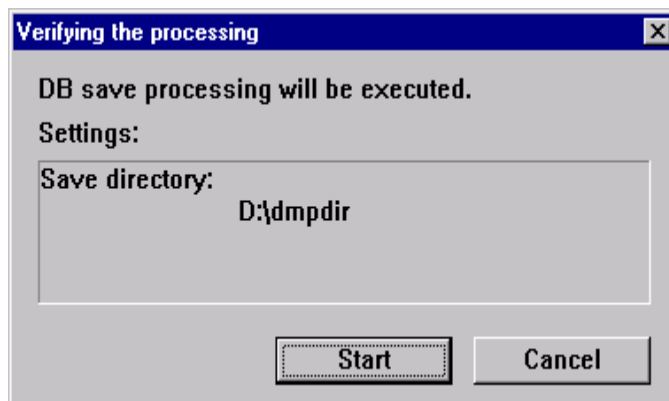 Verifying the processing
DB save processing will be executed.
Settings:
Save directory:
D:\dmpdir
Start Cancel